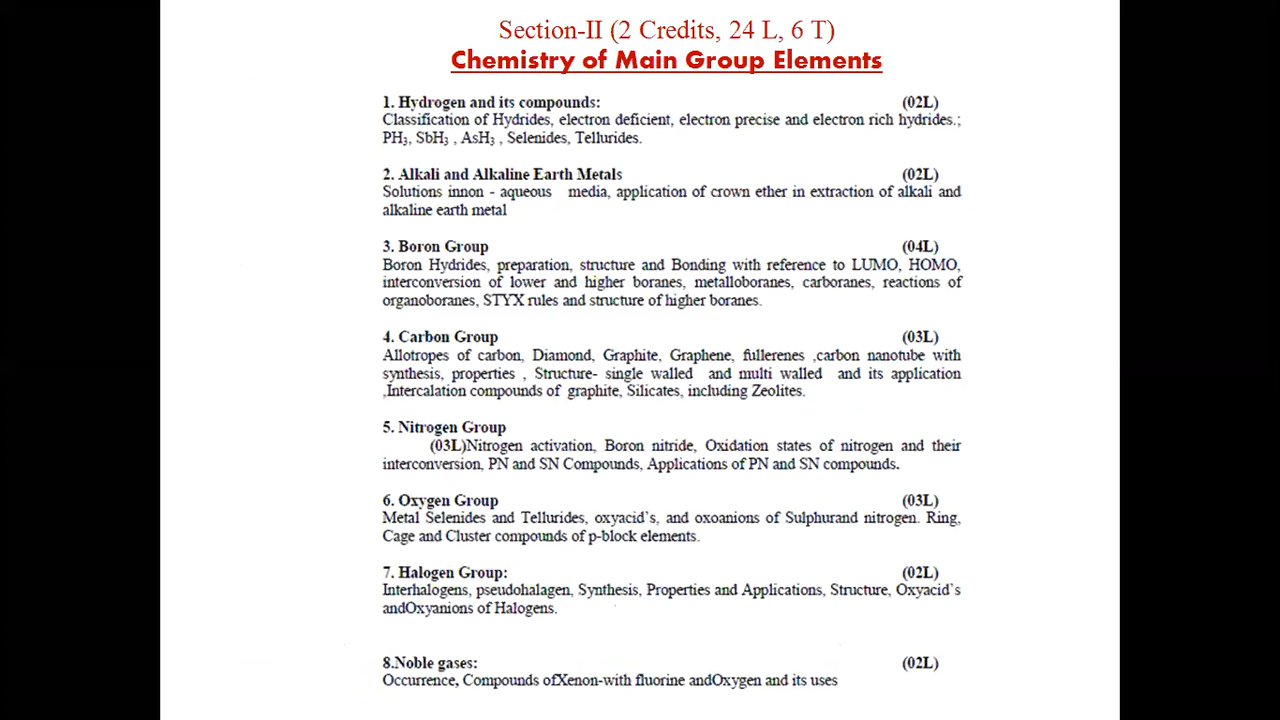 Section-II (2 Credits, 24 L, 6 T)
Chemistry of Main Group Elements
1. Hydrogen and its compounds: (02L)
Classification of Hydrides, electron deficient, electron precise and electron rich hydrides.;
PH₃, SbH₃ , AsH₃ , Selenides, Tellurides.
2. Alkali and Alkaline Earth Metals (02L)
Solutions innon - aqueous media, application of crown ether in extraction of alkali and
alkaline earth metal
3. Boron Group (04L)
Boron Hydrides, preparation, structure and Bonding with reference to LUMO, HOMO,
interconversion of lower and higher boranes, metalloboranes, carboranes, reactions of
organoboranes, STYX rules and structure of higher boranes.
4. Carbon Group (03L)
Allotropes of carbon, Diamond, Graphite, Graphene, fullerenes ,carbon nanotube with
synthesis, properties , Structure- single walled and multi walled and its application
,Intercalation compounds of graphite, Silicates, including Zeolites.
5. Nitrogen Group
(03L)Nitrogen activation, Boron nitride, Oxidation states of nitrogen and their
interconversion, PN and SN Compounds, Applications of PN and SN compounds.
6. Oxygen Group (03L)
Metal Selenides and Tellurides, oxyacid's, and oxoanions of Sulphurand nitrogen. Ring,
Cage and Cluster compounds of p-block elements.
7. Halogen Group: (02L)
Interhalogens, pseudohalagen, Synthesis, Properties and Applications, Structure, Oxyacid's
andOxyanions of Halogens.
8.Noble gases: (02L)
Occurrence, Compounds ofXenon-with fluorine andOxygen and its uses